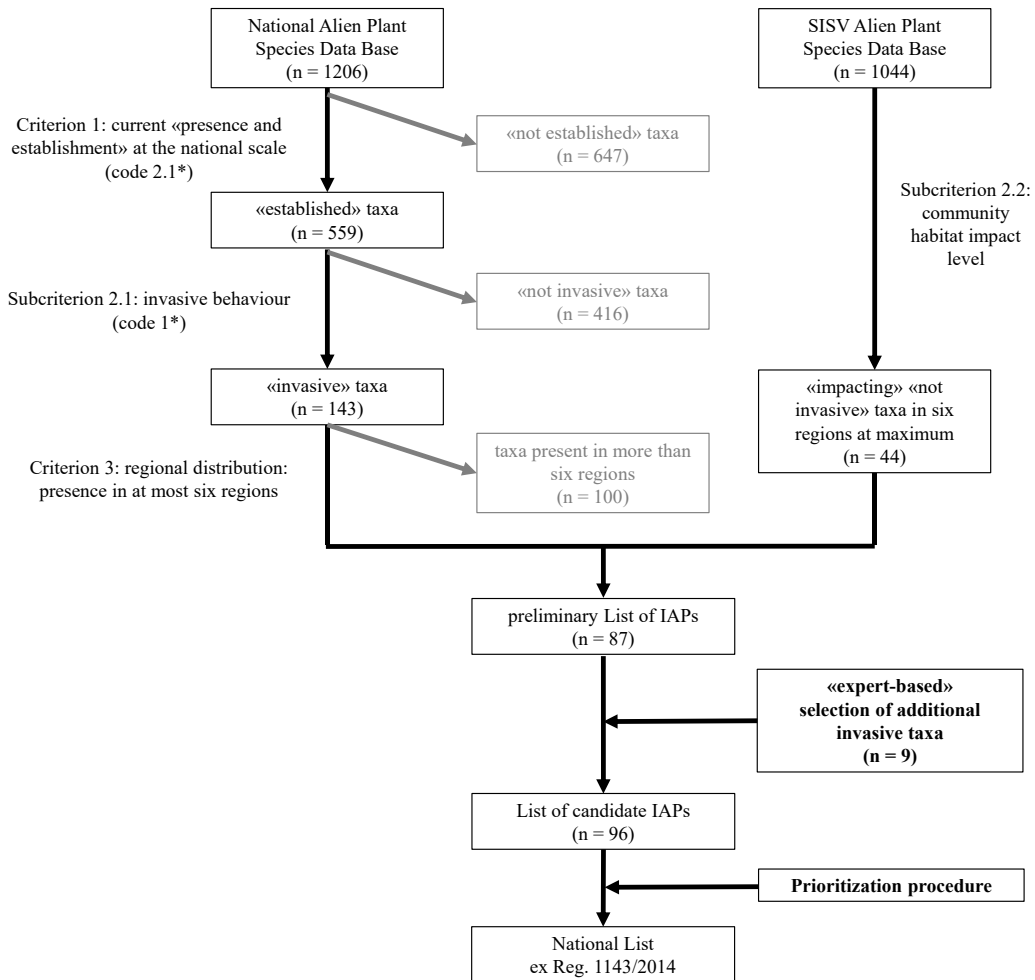 National Alien Plant
Species Data Base
(n = 1206)
SISV Alien Plant
Species Data Base
(n = 1044)
Criterion 1: current «presence and
establishment» at the national scale
(code 2.1*)
«not established» taxa
(n = 647)
«established» taxa
(n = 559)
Subcriterion 2.2:
community
habitat impact
level
Subcriterion 2.1: invasive behaviour
(code 1*)
«not invasive» taxa
(n = 416)
«invasive» taxa
(n = 143)
«impacting» «not
invasive» taxa in six
regions at maximum
(n = 44)
Criterion 3: regional distribution:
presence in at most six regions
taxa present in more than
six regions
(n = 100)
preliminary List of IAPs
(n = 87)
«expert-based»
selection of additional
invasive taxa
(n = 9)
List of candidate IAPs
(n = 96)
Prioritization procedure
National List
ex Reg. 1143/2014